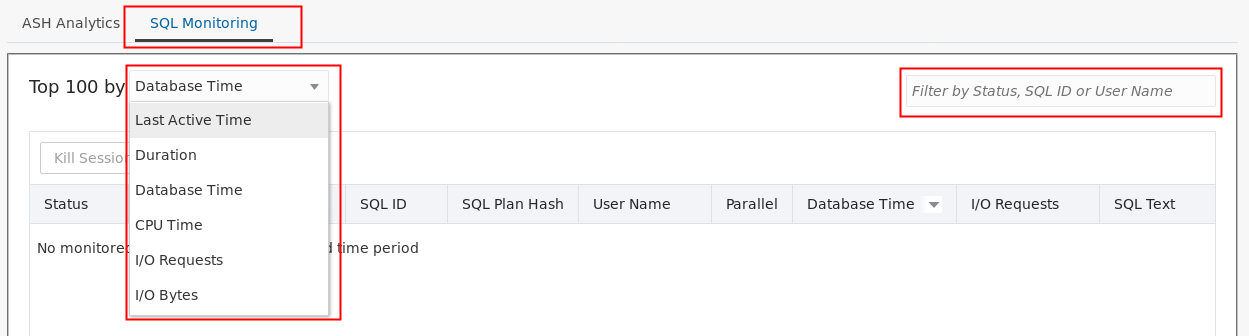 ASH Analytics SQL Monitoring
Top 100 by Database Time
Filter by Status, SQL ID or User Name
Last Active Time
Duration
Kill Session
Database Time
Status SQL ID SQL Plan Hash User Name Parallel Database Time I/O Requests SQL Text
CPU Time
No monitored time period
I/O Requests
I/O Bytes